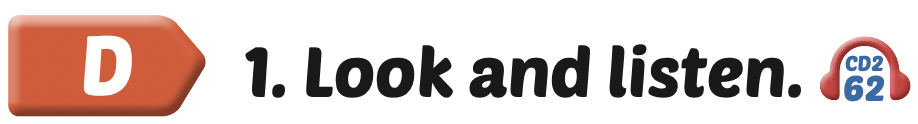 D 1. Look and listen. CD2
62